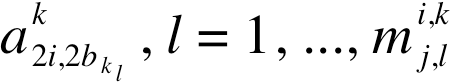 $a^{k}_{2i,2b_{k_l}}, l = 1, ..., m^{i,k}_{j,l}$